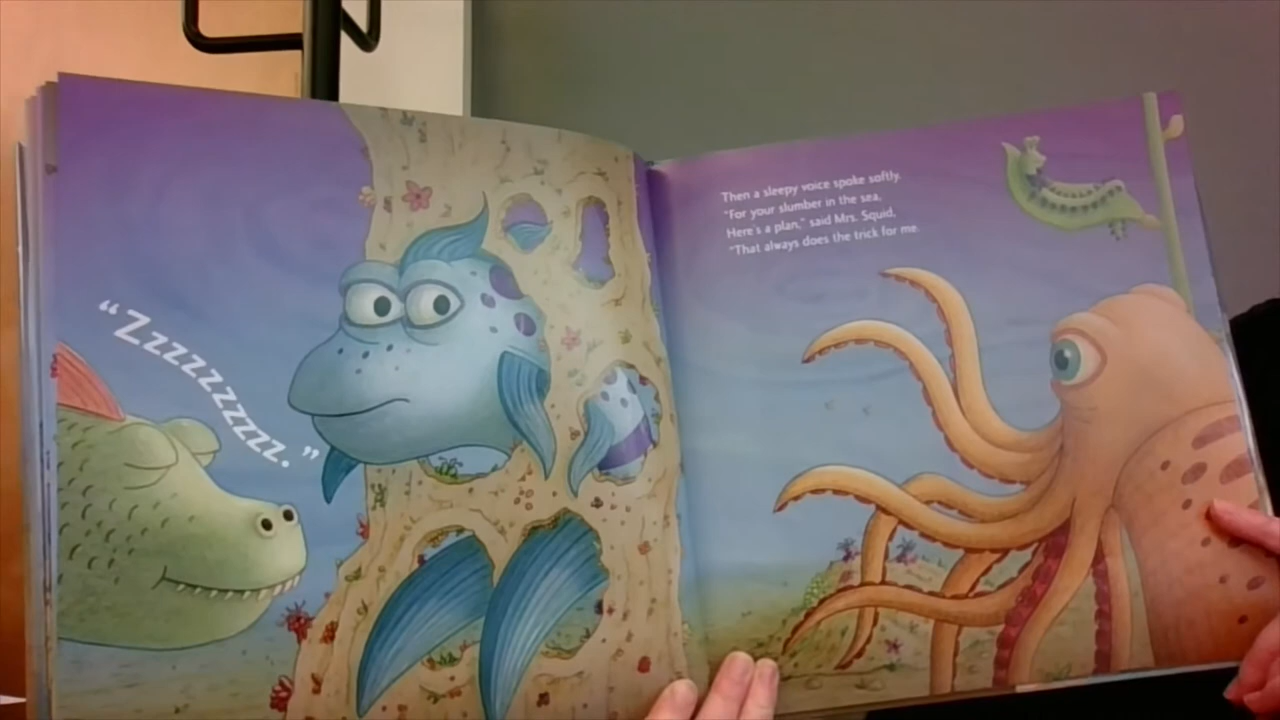 "Zzzzzzzzzz."
Then a sleepy voice spoke softly.
"For your slumber in the sea,
Here's a plan," said Mrs. Squid,
"That always does the trick for me.